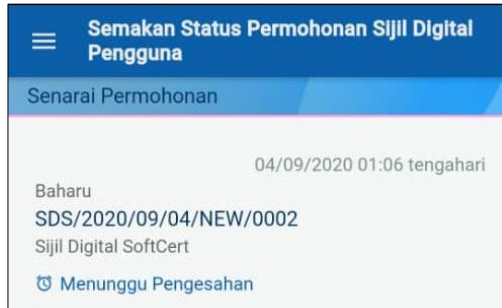 Semakan Status Permohonan Sijil Digital
Pengguna
Senarai Permohonan
04/09/2020 01:06 tengahari
Baharu
SDS/2020/09/04/NEW/0002
Sijil Digital SoftCert
Menunggu Pengesahan